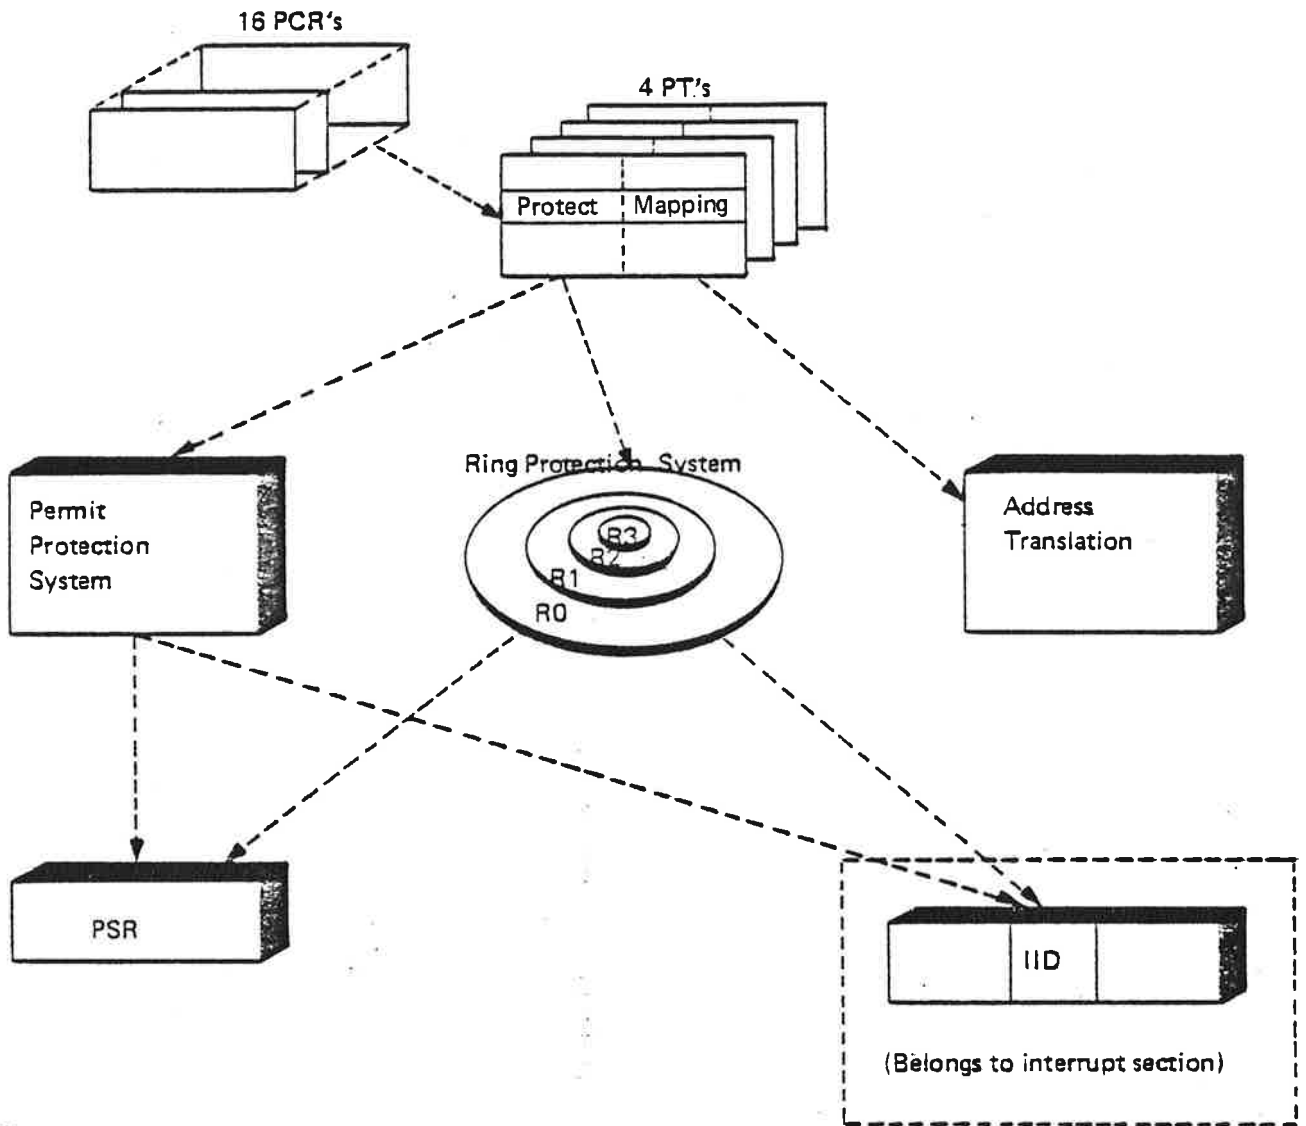 16 PCR's
4 PT's
Protect Mapping
Ring Protection System
Permit
Protection
System
Address
Translation
R3
R2
R1
R0
PSR
IID
(Belongs to interrupt section)